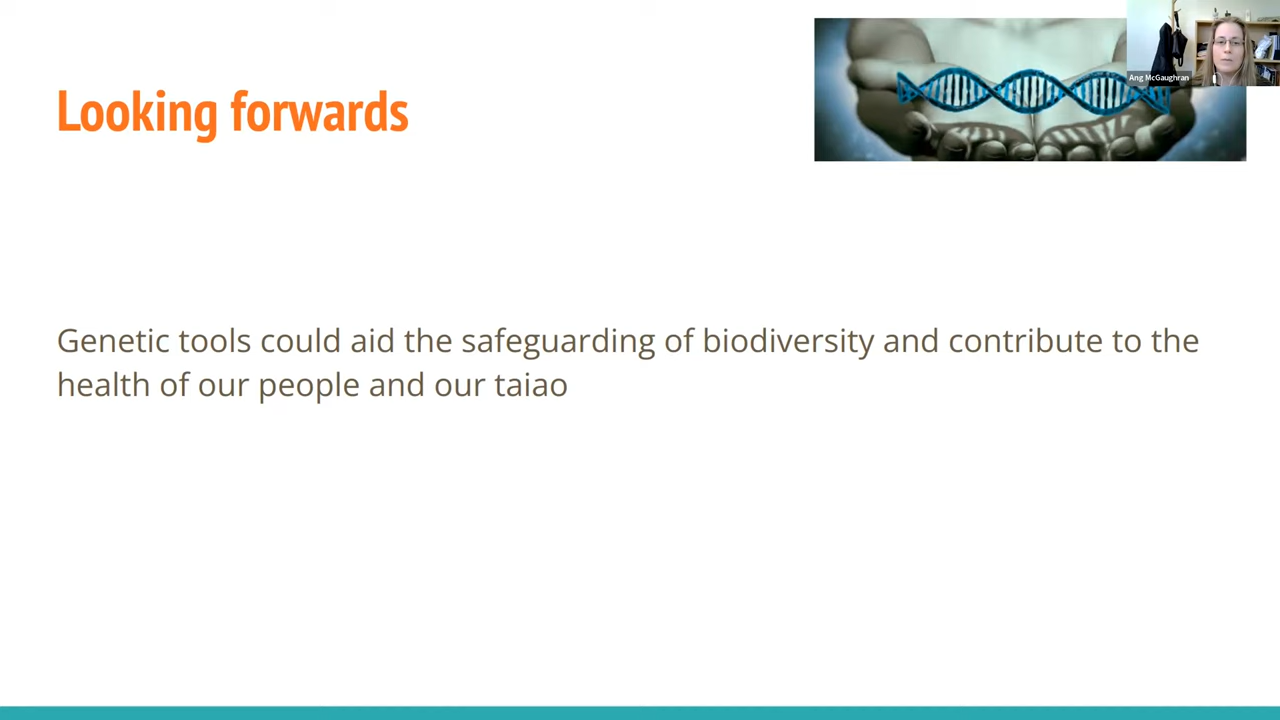 Ang McGaughran
Looking forwards
Genetic tools could aid the safeguarding of biodiversity and contribute to the
health of our people and our taiao